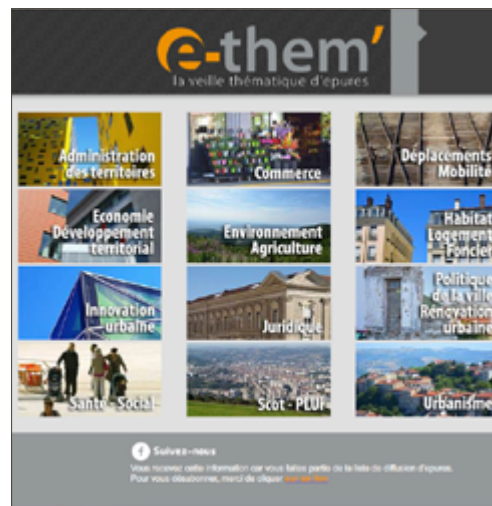 e-them'
la veille thématique d'epures
Administration
des territoires
Commerce
Déplacements
Mobilité
Economie
Développement
territorial
Environnement
Agriculture
Habitat
Logement
Foncier
Innovation
urbaine
Juridique
Politique
de la ville
Rénovation
urbaine
Santé - Social
Scot - PLUi
Urbanisme
f Suivez-nous
Vous recevez cette information car vous faites partie de la liste de diffusion d'epures.
Pour vous désabonner, merci de cliquer